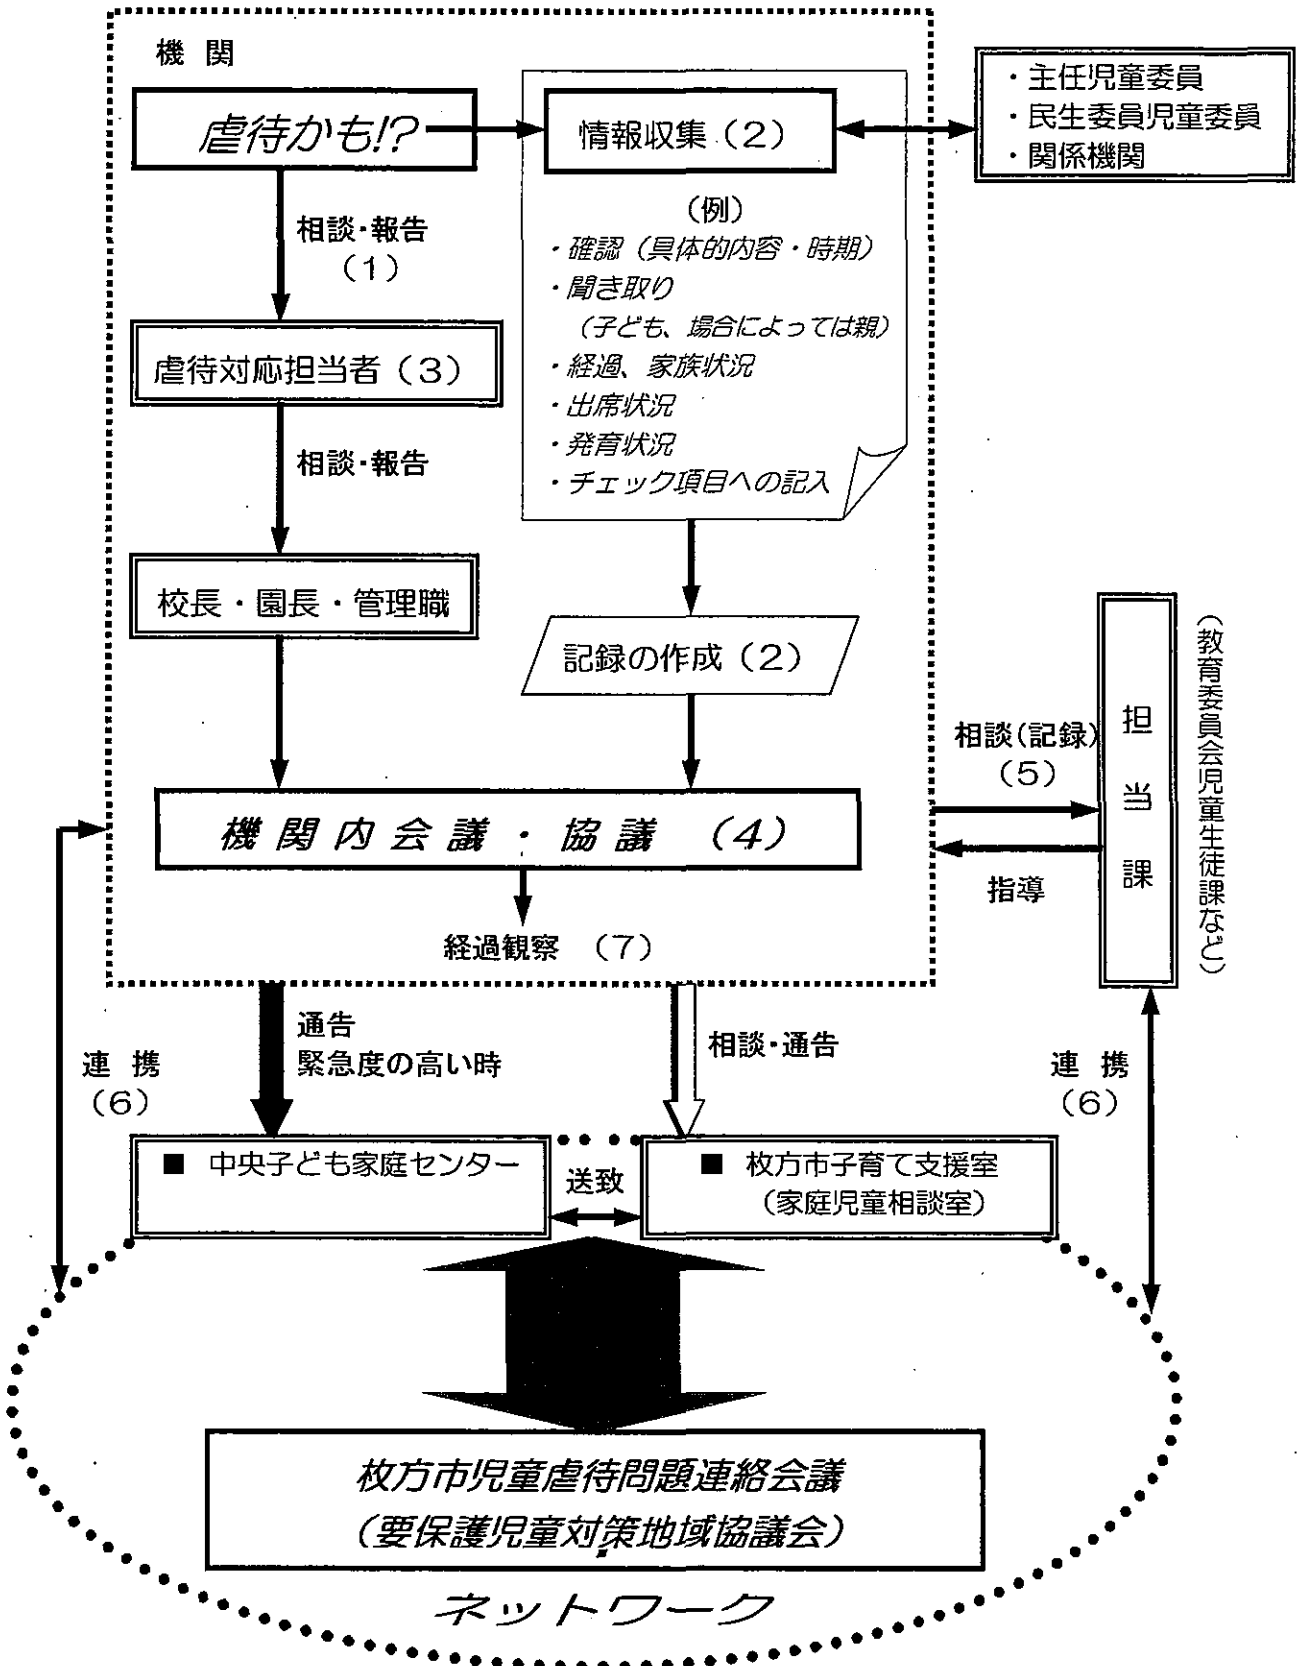 機 関
虐待かも!?
情報収集（2）
・主任児童委員
・民生委員児童委員
・関係機関
（例）
・確認（具体的内容・時期）
・聞き取り
（子ども、場合によっては親）
・経過、家族状況
・出席状況
・発育状況
・チェック項目への記入
相談・報告
（1）
虐待対応担当者（3）
相談・報告
校長・園長・管理職
記録の作成（2）
機関内会議・協議（4）
経過観察（7）
相談（記録）
（5）
指導
担当課
（教育委員会児童生徒課など）
通告
緊急度の高い時
相談・通告
連 携
（6）
連 携
（6）
■ 中央子ども家庭センター
送致
■ 枚方市子育て支援室
（家庭児童相談室）
枚方市児童虐待問題連絡会議
（要保護児童対策地域協議会）
ネットワーク